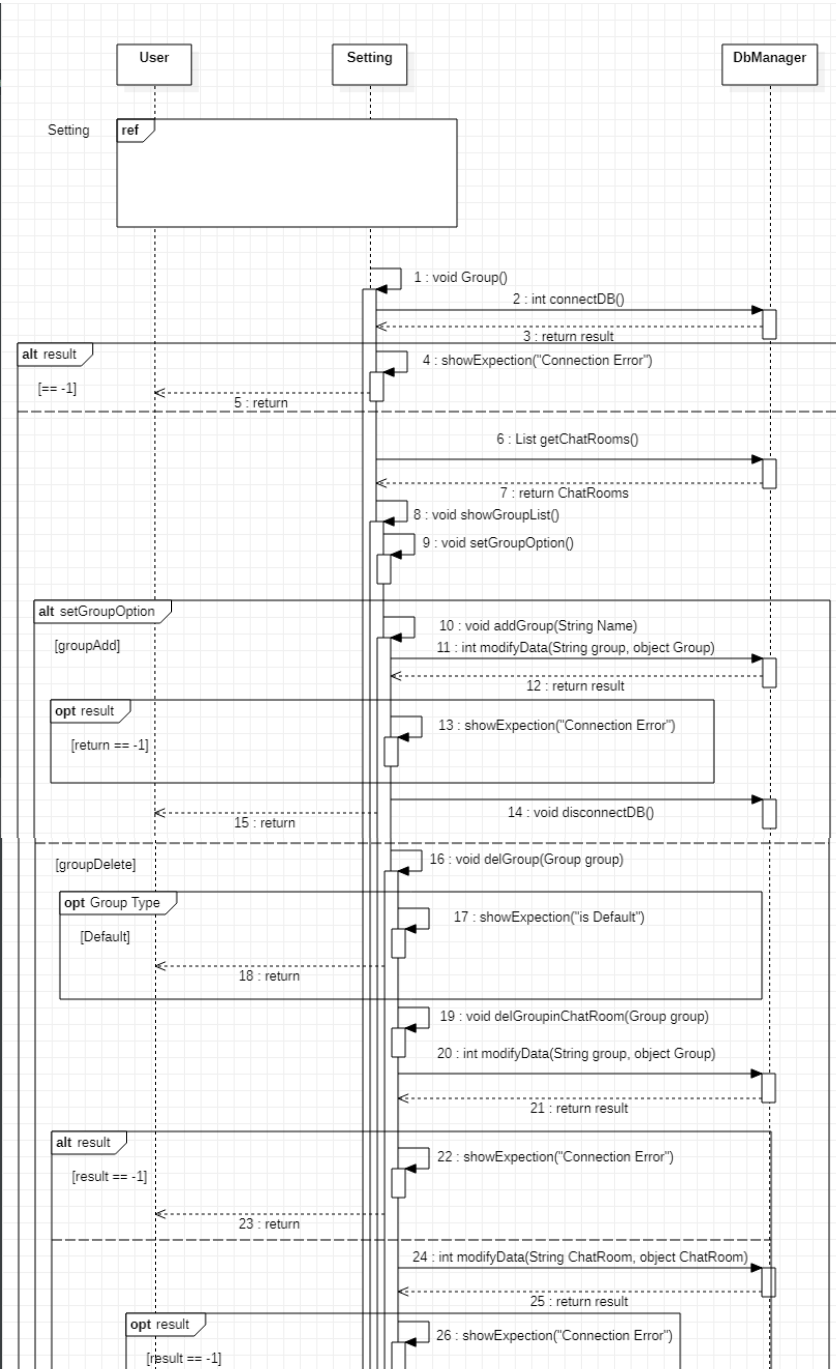 User
Setting
DbManager
Setting
ref
1 : void Group()
2 : int connectDB()
3 : return result
alt result
4 : showExpection("Connection Error")
[== -1]
5 : return
6 : List getChatRooms()
7 : return ChatRooms
8 : void showGroupList()
9 : void setGroupOption()
alt setGroupOption
10 : void addGroup(String Name)
[groupAdd]
11 : int modifyData(String group, object Group)
12 : return result
opt result
13 : showExpection("Connection Error")
[return == -1]
14 : void disconnectDB()
15 : return
[groupDelete]
16 : void delGroup(Group group)
opt Group Type
17 : showExpection("is Default")
[Default]
18 : return
19 : void delGroupinChatRoom(Group group)
20 : int modifyData(String group, object Group)
21 : return result
alt result
22 : showExpection("Connection Error")
[result == -1]
23 : return
24 : int modifyData(String ChatRoom, object ChatRoom)
25 : return result
opt result
26 : showExpection("Connection Error")
[result == -1]